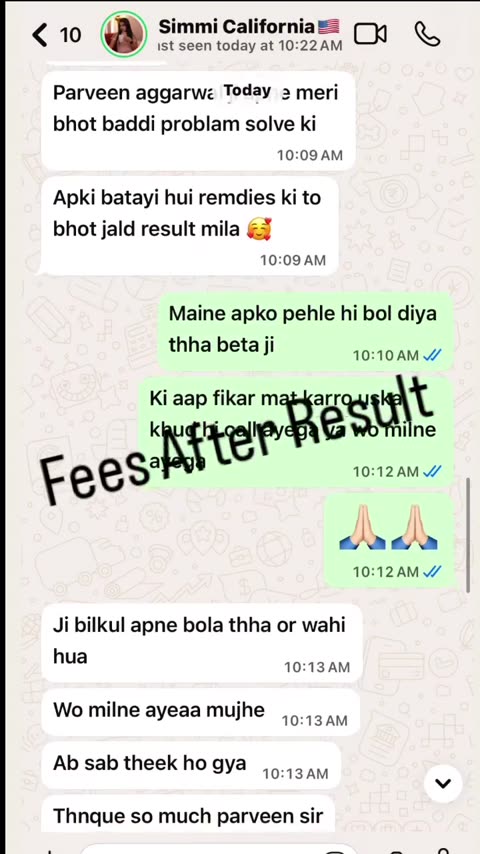 10
Simmi California🇺🇸
ast seen today at 10:22 AM
Today
Parveen aggarwa e meri
bhot baddi problam solve ki
10:09 AM
Apki batayi hui remdies ki to
bhot jald result mila 🥰
10:09 AM
Maine apko pehle hi bol diya
thha beta ji
10:10 AM
Ki aap fikar mat karro uska
khud hi call ayega ya wo milne
ayega
10:12 AM
Fees After Result
🙏🏻 🙏🏻
10:12 AM
Ji bilkul apne bola thha or wahi
hua
10:13 AM
Wo milne ayeaa mujhe
10:13 AM
Ab sab theek ho gya
10:13 AM
Thnque so much parveen sir